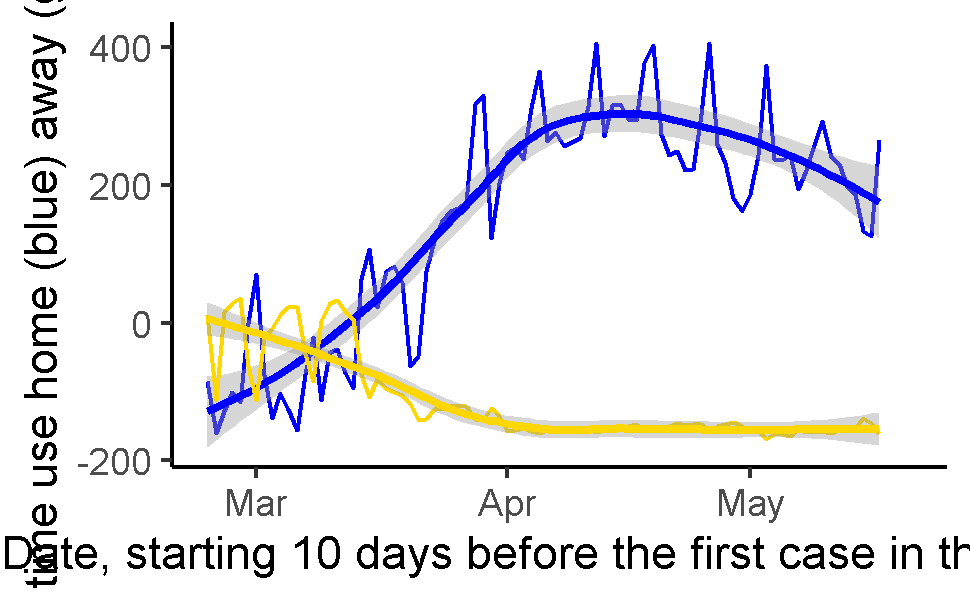 time use home (blue) away (
400
200
0
-200
Mar Apr May
Date, starting 10 days before the first case in th